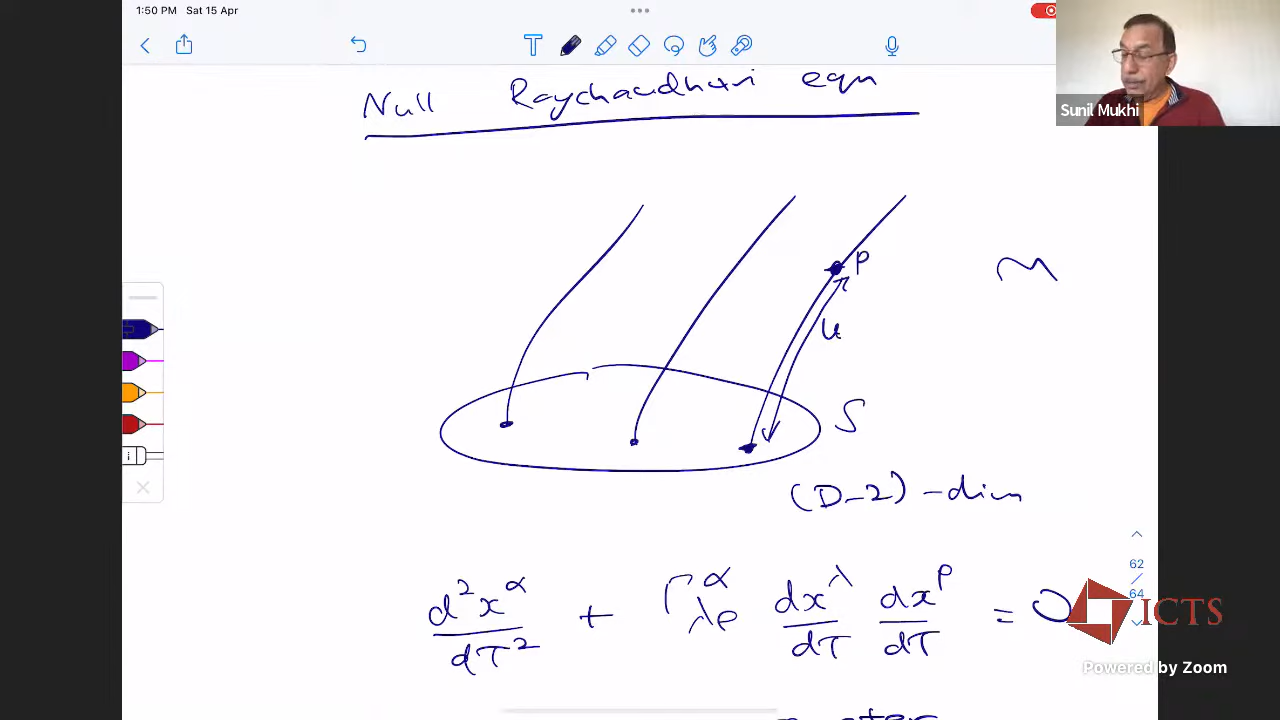 1:50 PM Sat 15 Apr
Sunil Mukhi
Null Raychaudhuri eqn
P
M
u
S
(D-2)-dim
d²x^α/dτ² + Γ^α_λρ dx^λ/dτ dx^ρ/dτ = 0
62
/
64
ICTS
Powered by Zoom